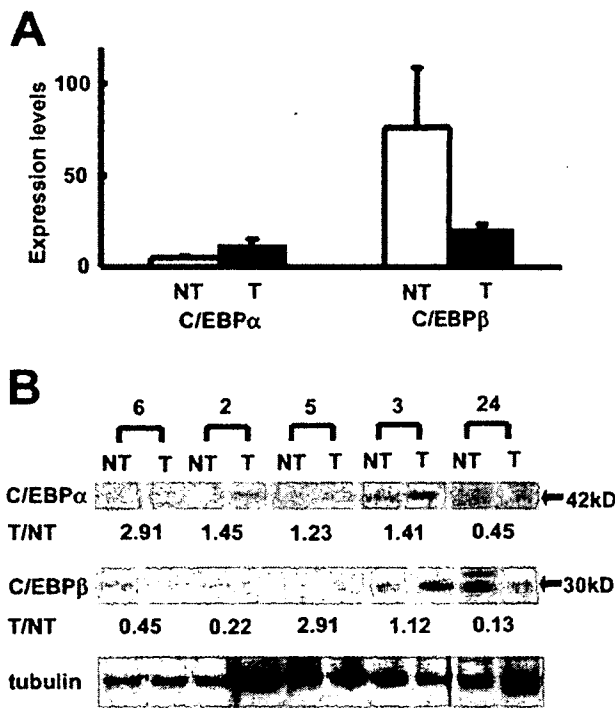 A
Expression levels
100
50
0
NT T NT T
C/EBPα C/EBPβ
B
6 2 5 3 24
NT T NT T NT T NT T NT T
C/EBPα 42kD
T/NT 2.91 1.45 1.23 1.41 0.45
C/EBPβ 30kD
T/NT 0.45 0.22 2.91 1.12 0.13
tubulin